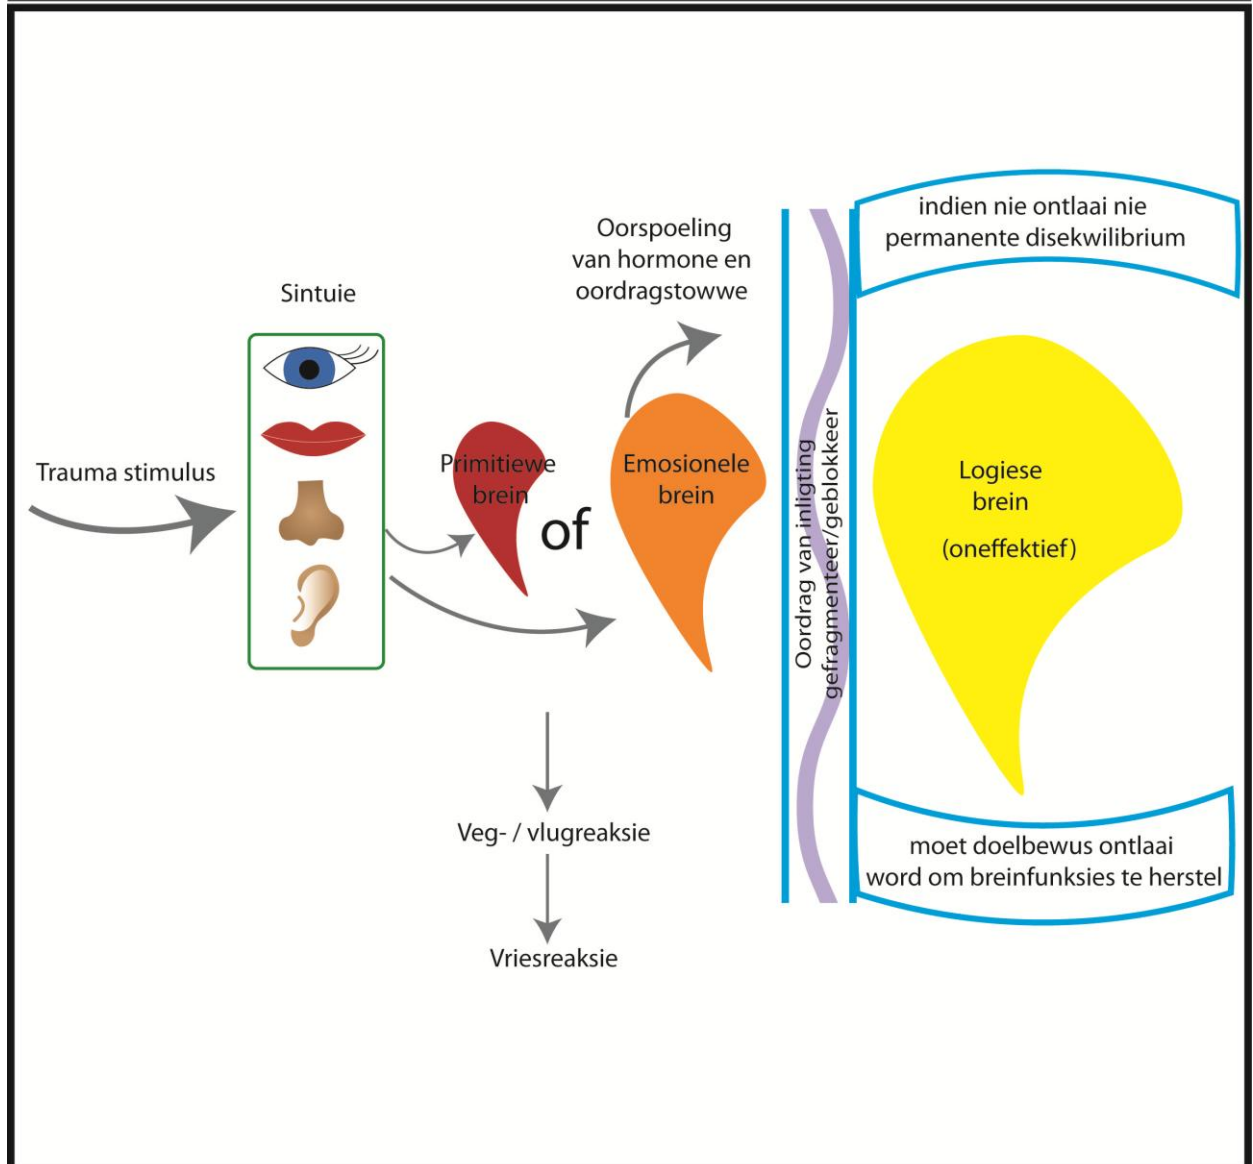 Trauma stimulus
Sintuie
Primitiewe
brein
of
Emosionele
brein
Oorspoeling
van hormone en
oordragstowwe
Veg- / vlugreaksie
Vriesreaksie
Oordrag van inligting
gefragmenteer/geblokkeer
indien nie ontlaai nie
permanente disekwilibrium
Logiese
brein
(oneffektief)
moet doelbewus ontlaai
word om breinfunksies te herstel